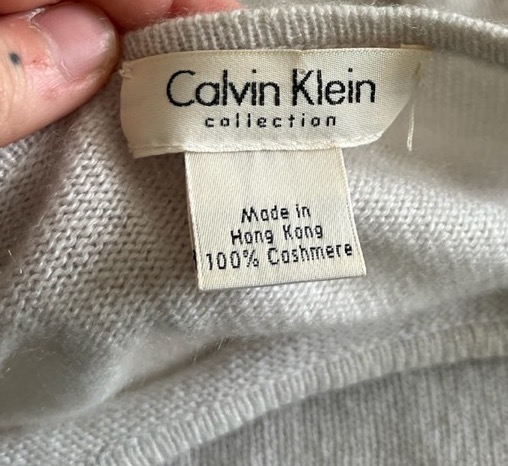 Calvin Klein
collection
Made in
Hong Kong
100% Cashmere